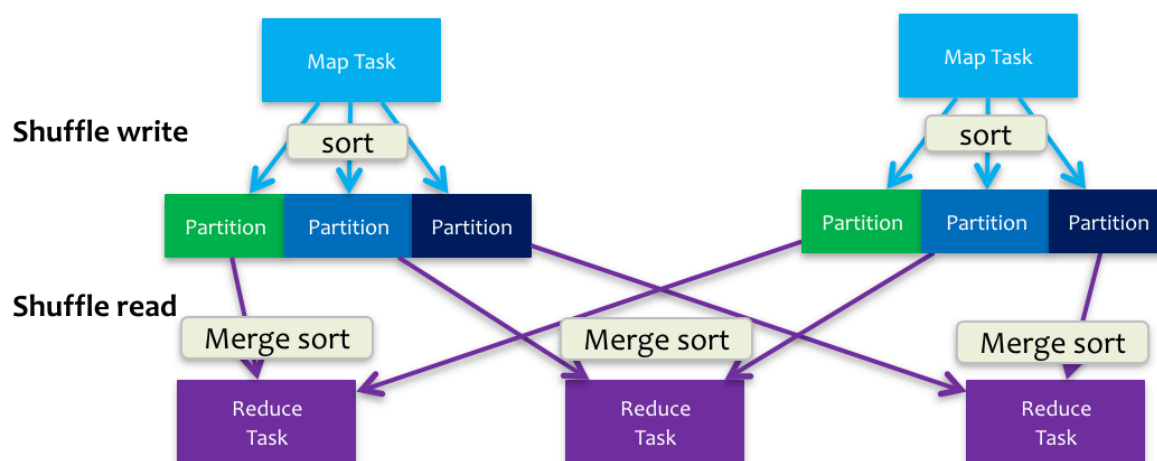 Map Task
Map Task
Shuffle write
sort
sort
Partition
Partition
Partition
Partition
Partition
Partition
Shuffle read
Merge sort
Merge sort
Merge sort
Reduce
Task
Reduce
Task
Reduce
Task